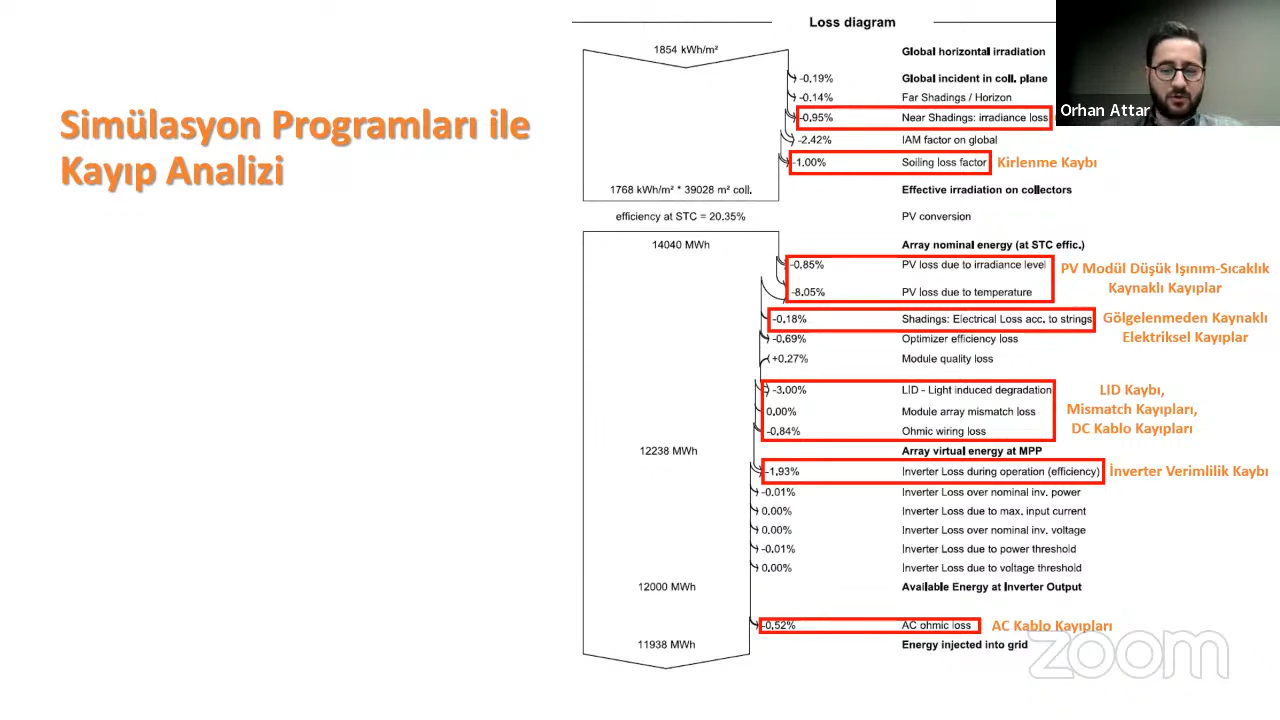 Simülasyon Programları ile
Kayıp Analizi
Loss diagram
1854 kWh/m² Global horizontal irradiation
-0.19% Global incident in coll. plane
-0.14% Far Shadings / Horizon
-0.95% Near Shadings: irradiance loss
-2.42% IAM factor on global
-1.00% Soiling loss factor Kirlenme Kaybı
1768 kWh/m² * 39028 m² coll. Effective irradiation on collectors
efficiency at STC = 20.35% PV conversion
14040 MWh Array nominal energy (at STC effic.)
-0.85% PV loss due to irradiance level
-8.05% PV loss due to temperature
PV Modül Düşük Işınım-Sıcaklık
Kaynaklı Kayıplar
-0.18% Shadings: Electrical Loss acc. to strings
Gölgelenmeden Kaynaklı
Elektriksel Kayıplar
-0.69% Optimizer efficiency loss
+0.27% Module quality loss
-3.00% LID - Light induced degradation
0.00% Module array mismatch loss
-0.84% Ohmic wiring loss
LID Kaybı,
Mismatch Kayıpları,
DC Kablo Kayıpları
12238 MWh Array virtual energy at MPP
-1.93% Inverter Loss during operation (efficiency) İnverter Verimlilik Kaybı
-0.01% Inverter Loss over nominal inv. power
0.00% Inverter Loss due to max. input current
0.00% Inverter Loss over nominal inv. voltage
-0.01% Inverter Loss due to power threshold
0.00% Inverter Loss due to voltage threshold
12000 MWh Available Energy at Inverter Output
-0.52% AC ohmic loss AC Kablo Kayıpları
11938 MWh Energy injected into grid
Orhan Attar
zoom